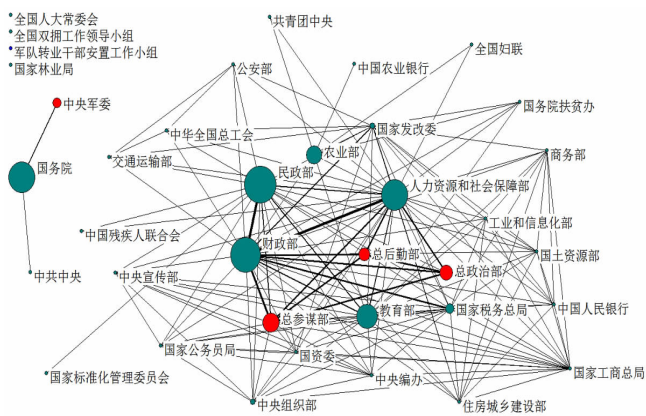 全国人大常委会
全国双拥工作领导小组
军队转业干部安置工作小组
国家林业局
共青团中央
全国妇联
公安部
中国农业银行
中央军委
国务院扶贫办
国家发改委
中华全国总工会
农业部
商务部
交通运输部
民政部
国务院
人力资源和社会保障部
工业和信息化部
中国残疾人联合会
财政部
总后勤部
国土资源部
中共中央
中央宣传部
总政治部
中国人民银行
国家税务总局
总参谋部
教育部
国家公务员局
国资委
国家标准化管理委员会
中央编办
国家工商总局
中央组织部
住房城乡建设部